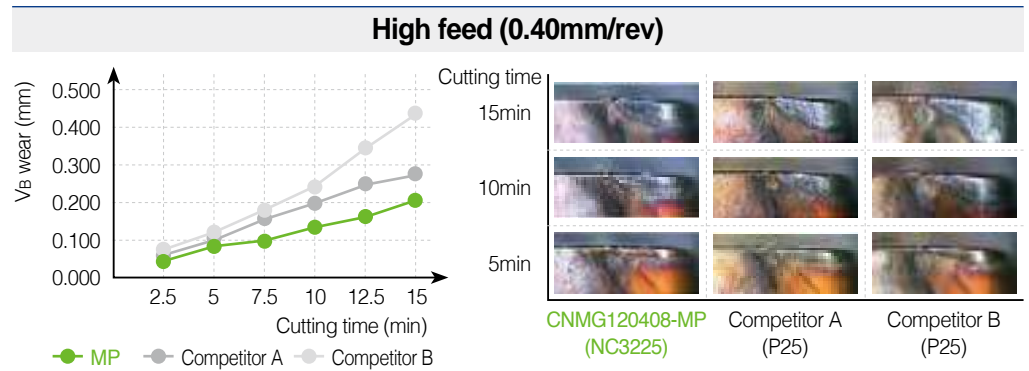 High feed (0.40mm/rev)
VB wear (mm)
0.500
0.400
0.300
0.200
0.100
0.000
2.5 5 7.5 10 12.5 15
Cutting time (min)
MP Competitor A Competitor B
Cutting time
15min
10min
5min
CNMG120408-MP
(NC3225)
Competitor A
(P25)
Competitor B
(P25)